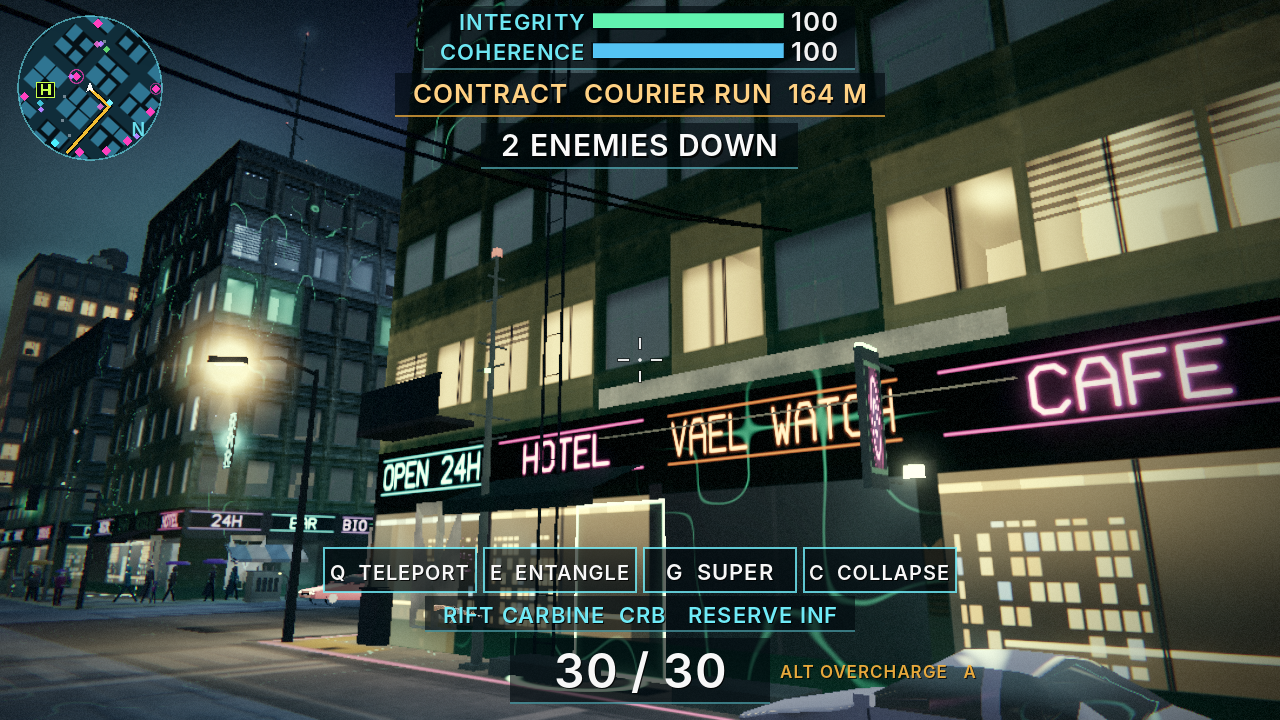 INTEGRITY 100
COHERENCE 100
CONTRACT COURIER RUN 164 M
2 ENEMIES DOWN
H
N
CAFE
VAEL WATCH
HOTEL
OPEN 24H
HOTEL
24H
BAR
BIO
Q TELEPORT
E ENTANGLE
G SUPER
C COLLAPSE
RIFT CARBINE CRB RESERVE INF
30 / 30
ALT OVERCHARGE A